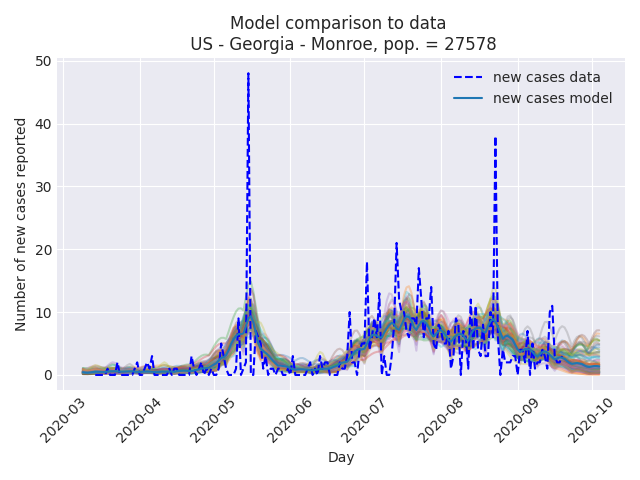 Model comparison to data
US - Georgia - Monroe, pop. = 27578
new cases data
new cases model
Number of new cases reported
50
40
30
20
10
0
2020-03
2020-04
2020-05
2020-06
2020-07
2020-08
2020-09
2020-10
Day